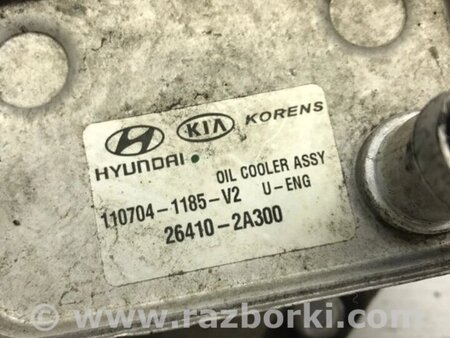 HYUNDAI KIA KORENS
OIL COOLER ASSY
110704-1185-V2 U-ENG
26410-2A300
www.razborki.com